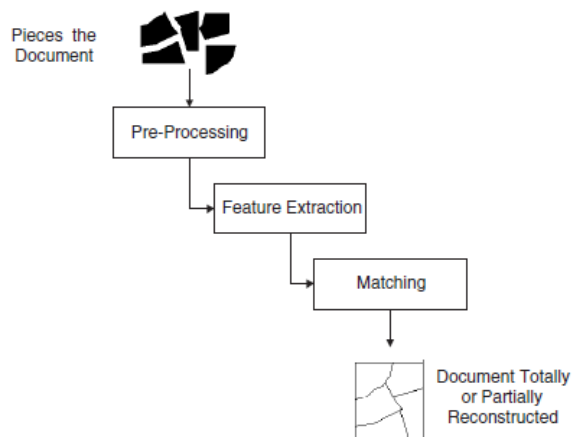 Pieces the
Document
Pre-Processing
Feature Extraction
Matching
Document Totally
or Partially
Reconstructed